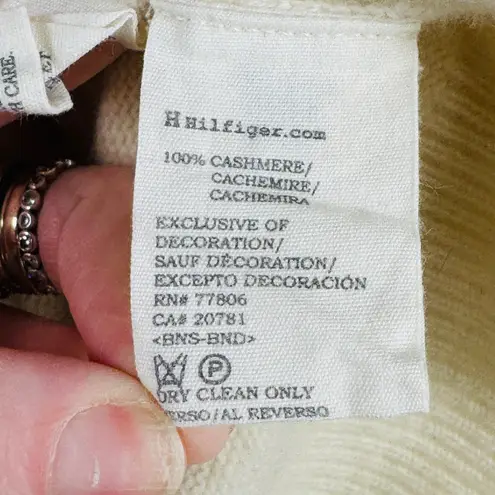 H CARE.
H Hilfiger.com
100% CASHMERE/
CACHEMIRE/
CACHEMIRA
EXCLUSIVE OF
DECORATION/
SAUF DÉCORATION/
EXCEPTO DECORACIÓN
RN# 77806
CA# 20781
<BNS-BND>
P
DRY CLEAN ONLY
VERSO/AL REVERSO